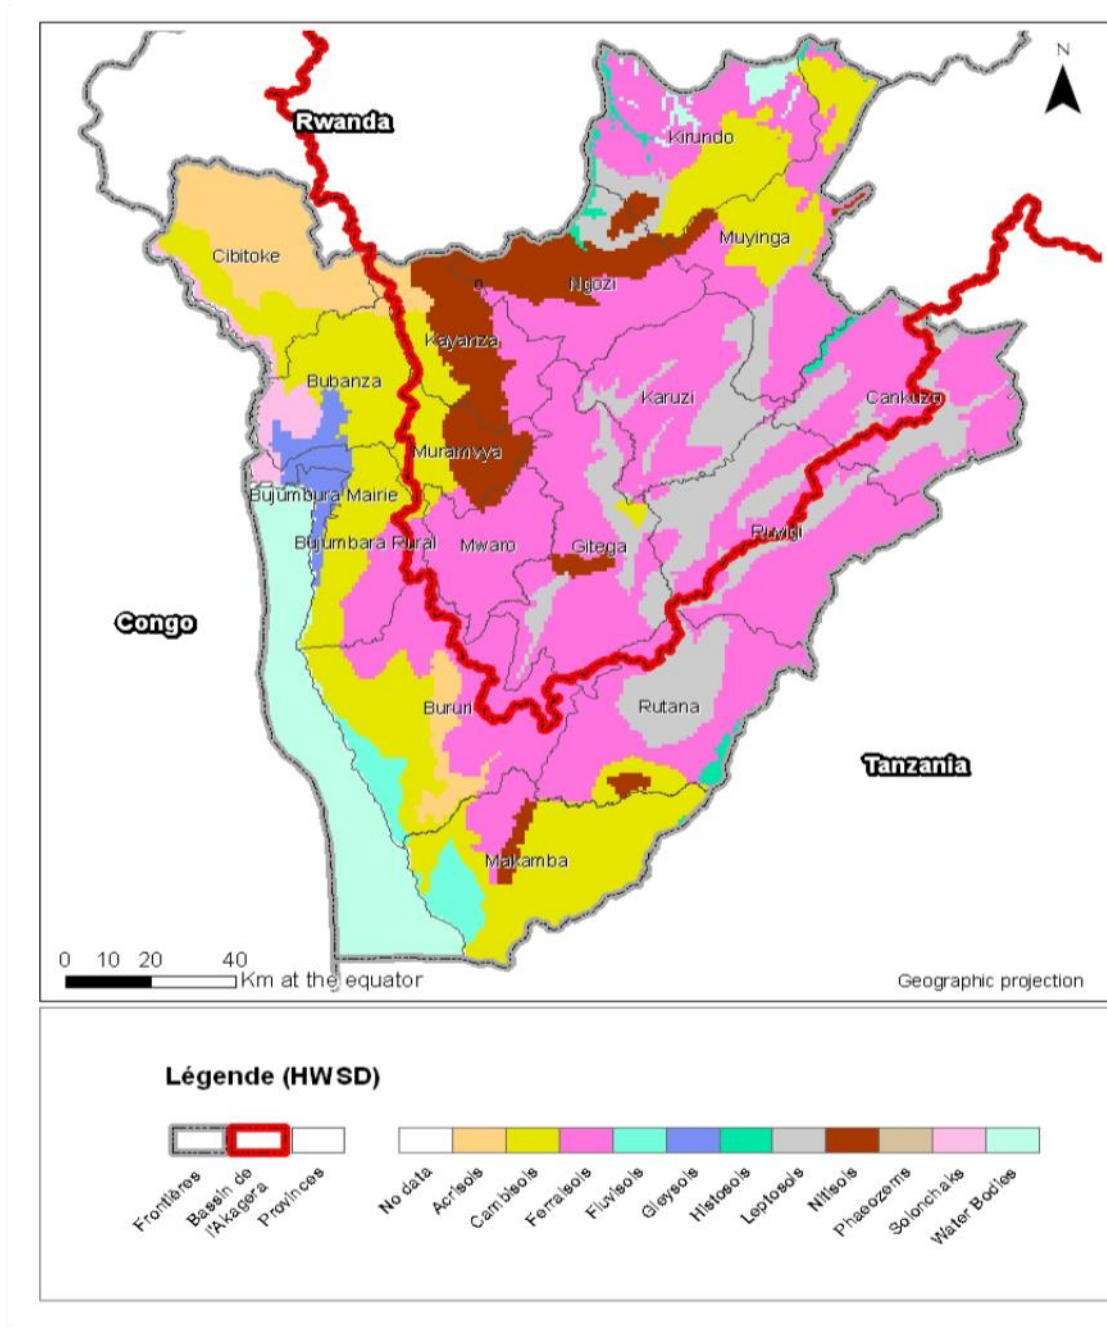 N
Rwanda
Kirundo
Muyinga
Cibitoke
Ngozi
Kayanza
Bubanza
Karuzi
Cankuzo
Muramvya
Bujumbura Mairie
Ruyigi
Bujumbara Rural
Mwaro
Gitega
Congo
Bururi
Rutana
Tanzania
Makamba
0 10 20 40
Km at the equator
Geographic projection
Légende (HWSD)
Frontières
Bassin de
l'Akagera
Provinces
No data
Acrisols
Cambisols
Ferralsols
Fluvisols
Gleysols
Histosols
Leptosols
Nitisols
Phaeozems
Solonchaks
Water Bodies